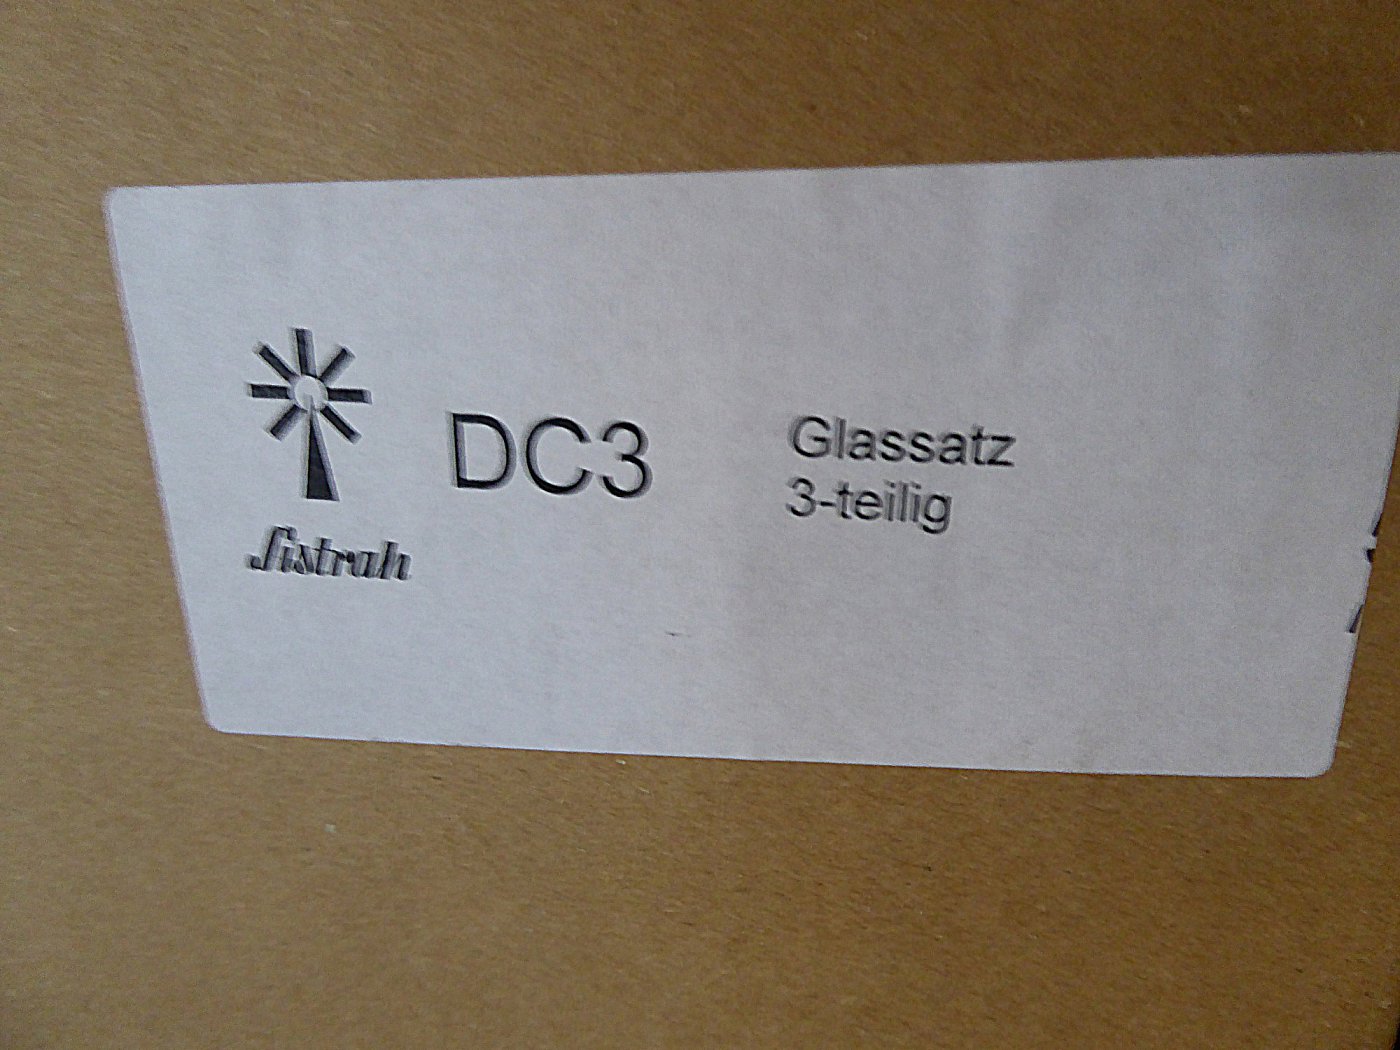 DC3
Glassatz
3-teilig
Sistrah